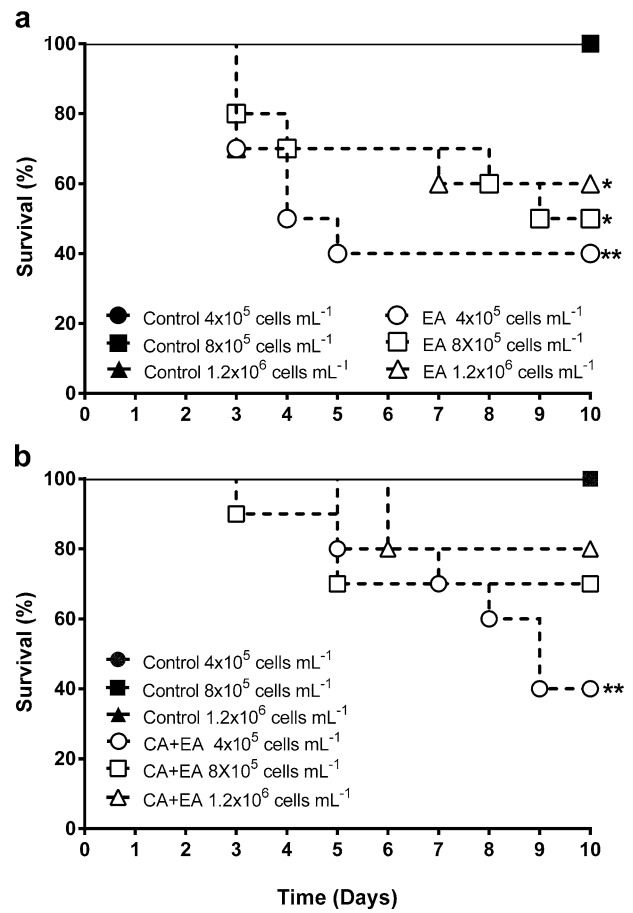 a
100
80
60
40
20
0
Survival (%)
*
*
**
Control 4x10⁵ cells mL⁻¹
Control 8x10⁵ cells mL⁻¹
Control 1.2x10⁶ cells mL⁻¹
EA 4x10⁵ cells mL⁻¹
EA 8X10⁵ cells mL⁻¹
EA 1.2x10⁶ cells mL⁻¹
0 1 2 3 4 5 6 7 8 9 10
b
100
80
60
40
20
0
Survival (%)
**
Control 4x10⁵ cells mL⁻¹
Control 8x10⁵ cells mL⁻¹
Control 1.2x10⁶ cells mL⁻¹
CA+EA 4x10⁵ cells mL⁻¹
CA+EA 8X10⁵ cells mL⁻¹
CA+EA 1.2x10⁶ cells mL⁻¹
0 1 2 3 4 5 6 7 8 9 10
Time (Days)